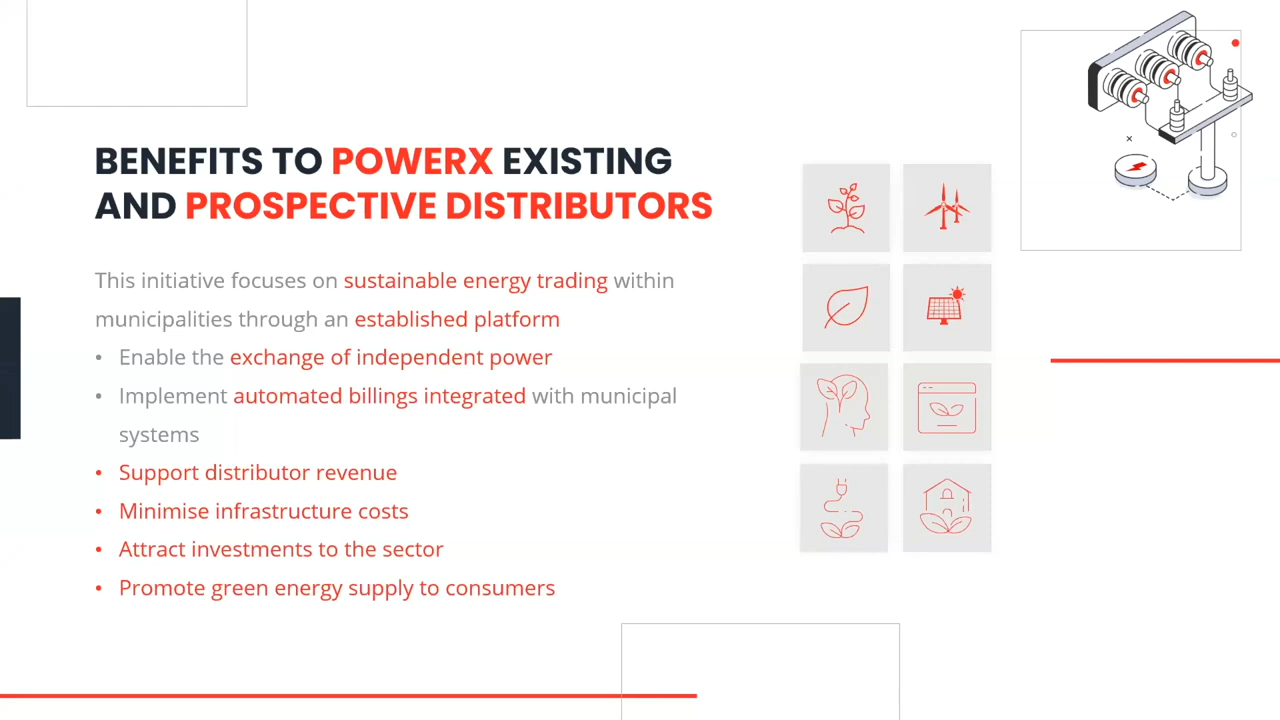 BENEFITS TO POWERX EXISTING
AND PROSPECTIVE DISTRIBUTORS
This initiative focuses on sustainable energy trading within
municipalities through an established platform
• Enable the exchange of independent power
• Implement automated billings integrated with municipal
systems
• Support distributor revenue
• Minimise infrastructure costs
• Attract investments to the sector
• Promote green energy supply to consumers